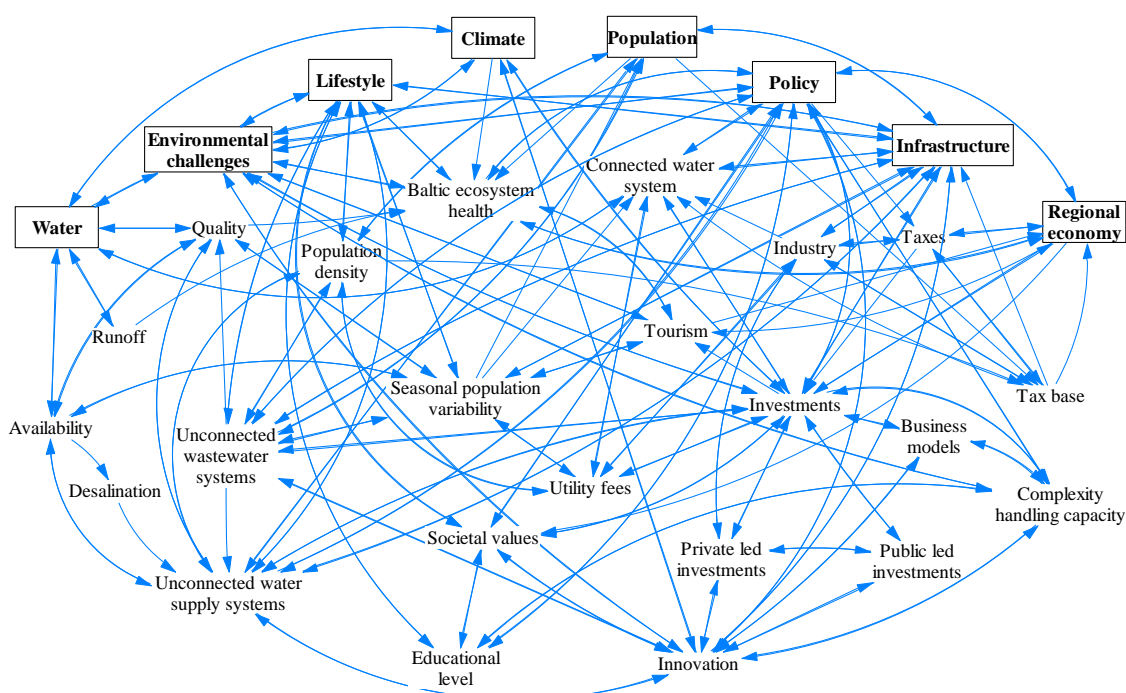 Climate
Population
Lifestyle
Policy
Environmental
challenges
Infrastructure
Connected water
system
Baltic ecosystem
health
Water
Quality
Regional
economy
Population
density
Industry
Taxes
Runoff
Tourism
Seasonal population
variability
Investments
Tax base
Availability
Unconnected
wastewater
systems
Business
models
Desalination
Utility fees
Complexity
handling capacity
Societal values
Private led
investments
Public led
investments
Unconnected water
supply systems
Educational
level
Innovation